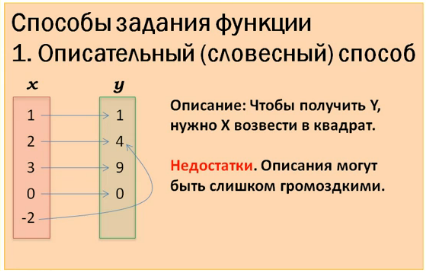 Способы задания функции
1. Описательный (словесный) способ
x y
1 1
2 4
3 9
0 0
-2
Описание: Чтобы получить Y,
нужно X возвести в квадрат.
Недостатки. Описания могут
быть слишком громоздкими.